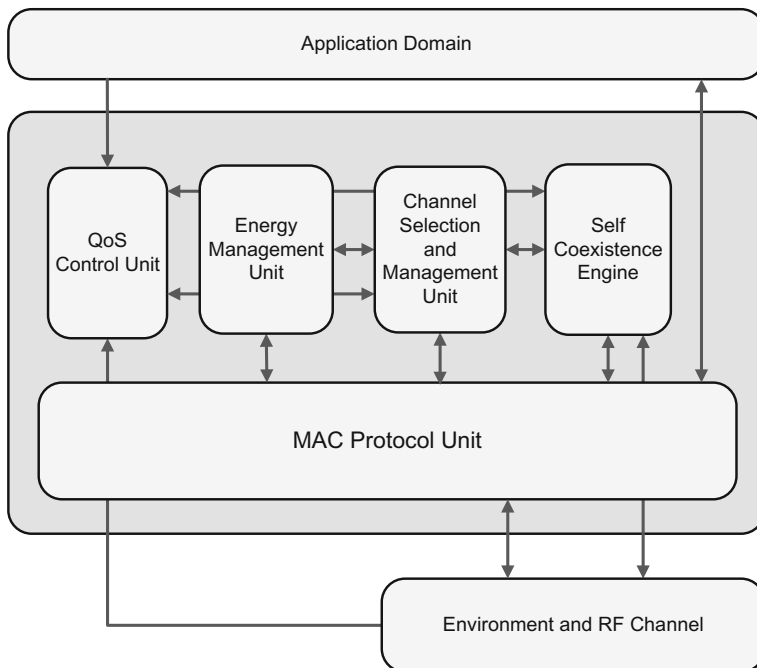 Application Domain
QoS
Control Unit
Energy
Management
Unit
Channel
Selection
and
Management
Unit
Self
Coexistence
Engine
MAC Protocol Unit
Environment and RF Channel